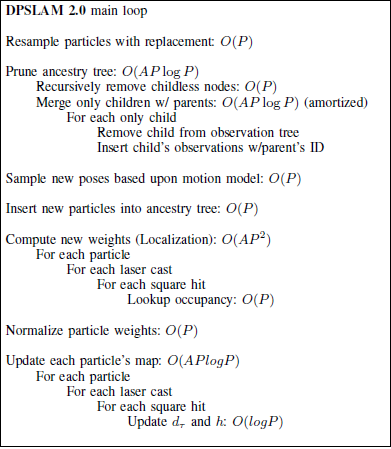 DPSLAM 2.0 main loop
Resample particles with replacement: O(P)
Prune ancestry tree: O(AP log P)
Recursively remove childless nodes: O(P)
Merge only children w/ parents: O(AP log P) (amortized)
For each only child
Remove child from observation tree
Insert child's observations w/parent's ID
Sample new poses based upon motion model: O(P)
Insert new particles into ancestry tree: O(P)
Compute new weights (Localization): O(AP²)
For each particle
For each laser cast
For each square hit
Lookup occupancy: O(P)
Normalize particle weights: O(P)
Update each particle's map: O(APlogP)
For each particle
For each laser cast
For each square hit
Update d_τ and h: O(logP)